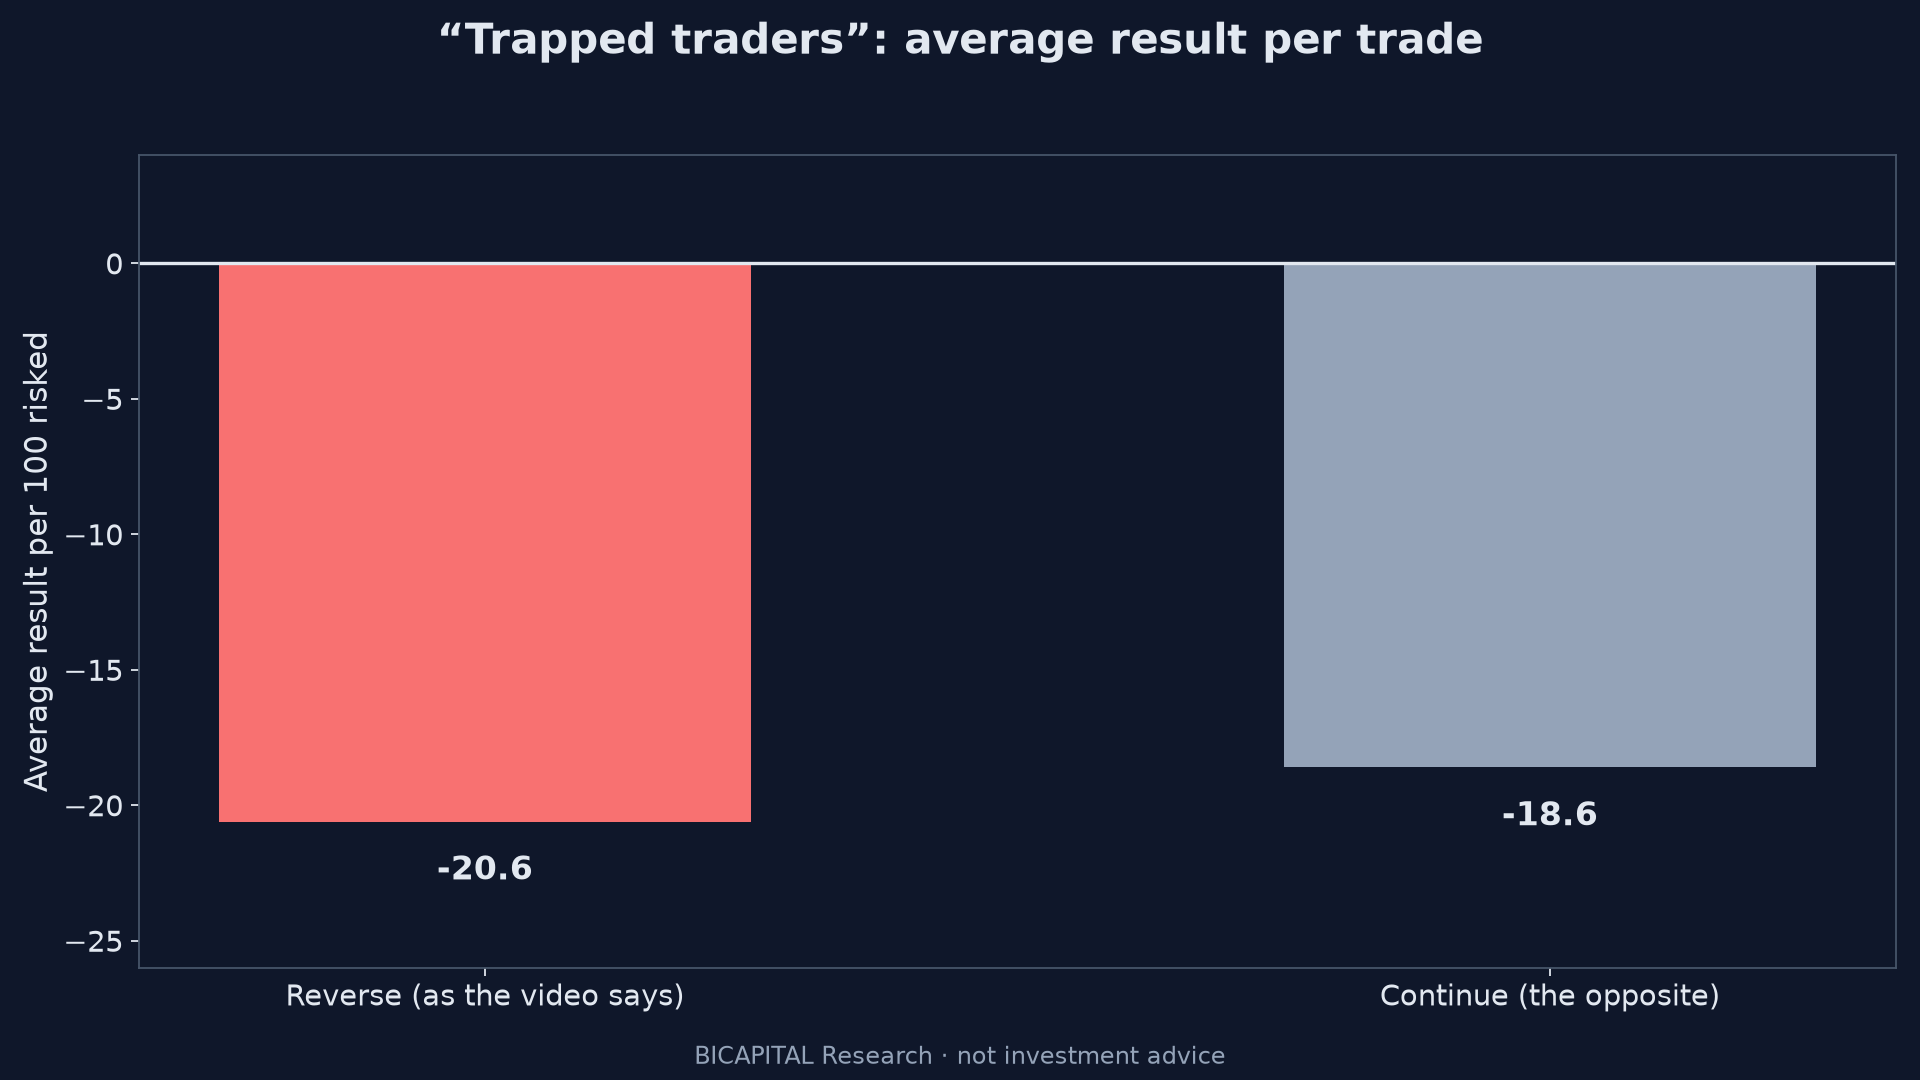 “Trapped traders”: average result per trade
Average result per 100 risked
0
−5
−10
−15
−20
−25
-20.6
-18.6
Reverse (as the video says)
Continue (the opposite)
BICAPITAL Research · not investment advice